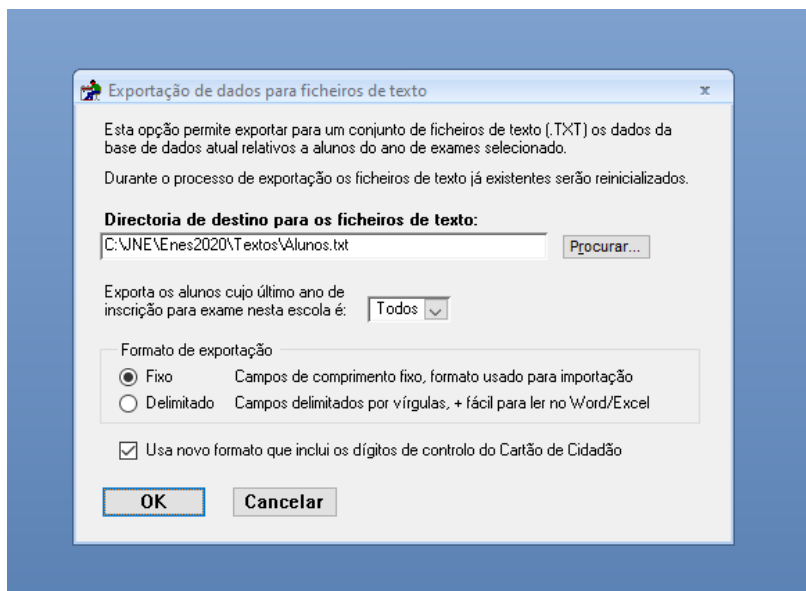 Exportação de dados para ficheiros de texto
Esta opção permite exportar para um conjunto de ficheiros de texto (.TXT) os dados da
base de dados atual relativos a alunos do ano de exames selecionado.
Durante o processo de exportação os ficheiros de texto já existentes serão reinicializados.
Directoria de destino para os ficheiros de texto:
C:\JNE\Enes2020\Textos\Alunos.txt
Procurar...
Exporta os alunos cujo último ano de
inscrição para exame nesta escola é:
Todos
Formato de exportação
Fixo Campos de comprimento fixo, formato usado para importação
Delimitado Campos delimitados por vírgulas, + fácil para ler no Word/Excel
Usa novo formato que inclui os dígitos de controlo do Cartão de Cidadão
OK Cancelar